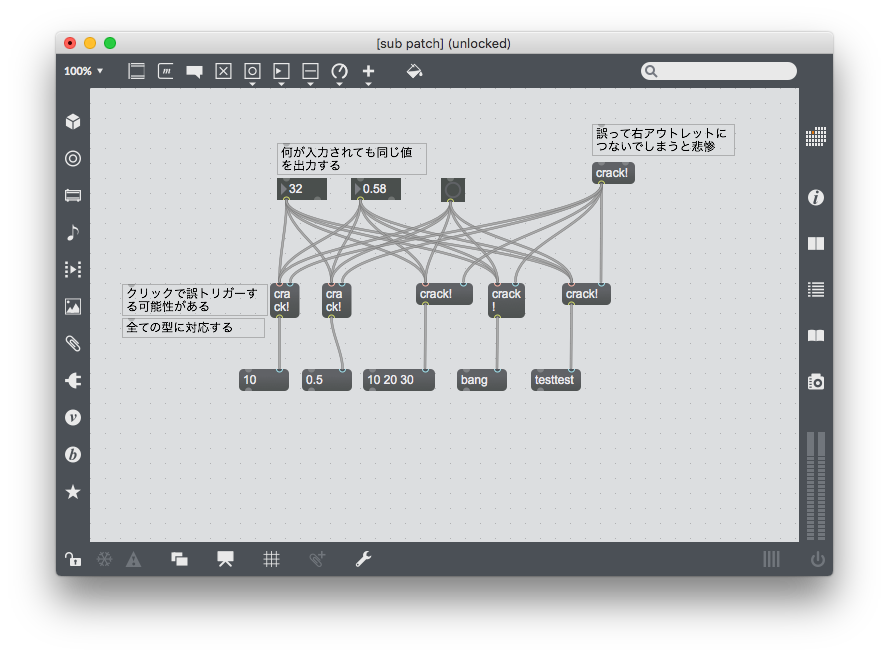 [sub patch] (unlocked)
100%
何が入力されても同じ値
を出力する
誤って右アウトレットに
つないでしまうと悲惨
crack!
32
0.58
クリックで誤トリガーす
る可能性がある
全ての型に対応する
cra
ck!
cra
ck!
crack!
crack
!
crack!
10
0.5
10 20 30
bang
testtest